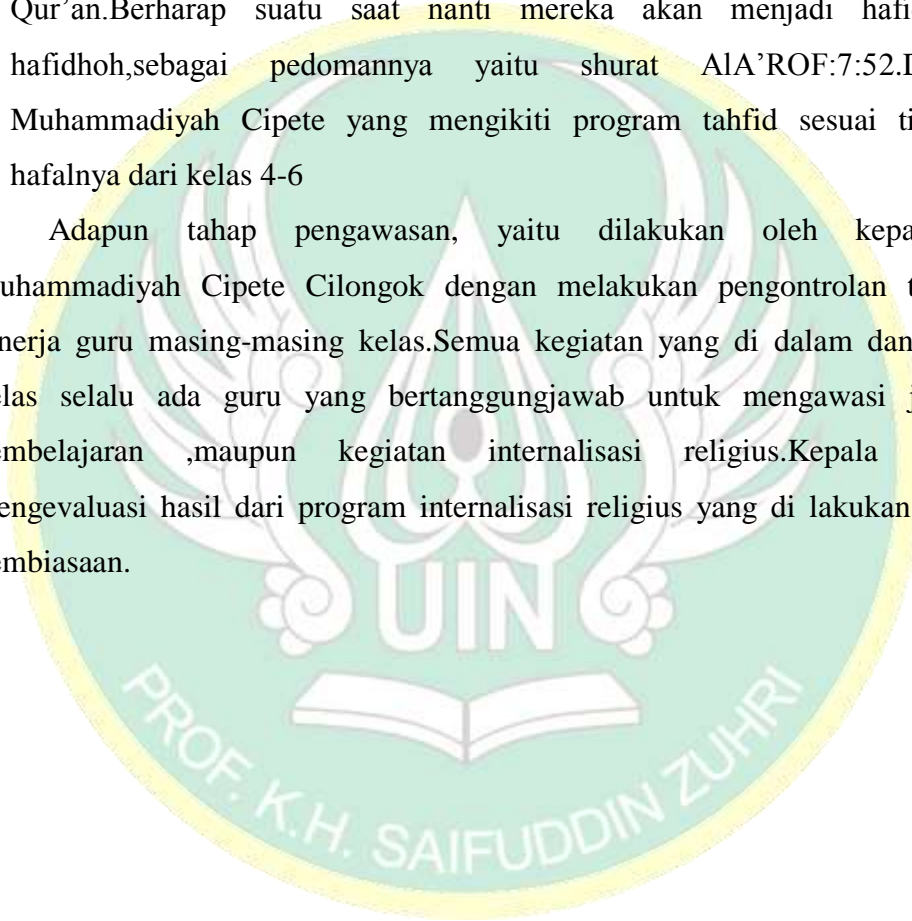 Qur’an.Berharap suatu saat nanti mereka akan menjadi
hafidhoh,sebagai pedomannya yaitu shurat AlA’ROF:7:52.
Muhammadiyah Cipete yang mengikiti program tahfid sesuai
hafalnya dari kelas 4-6
Adapun tahap pengawasan, yaitu dilakukan oleh
uhammadiyah Cipete Cilongok dengan melakukan pengontrolan
nerja guru masing-masing kelas.Semua kegiatan yang di dalam dan
elas selalu ada guru yang bertanggungjawab untuk mengawasi
embelajaran ,maupun kegiatan internalisasi religius.Kepala
engevaluasi hasil dari program internalisasi religius yang di lakukan
embiasaan.
UIN
PROF. K.H. SAIFUDDIN ZUHRI